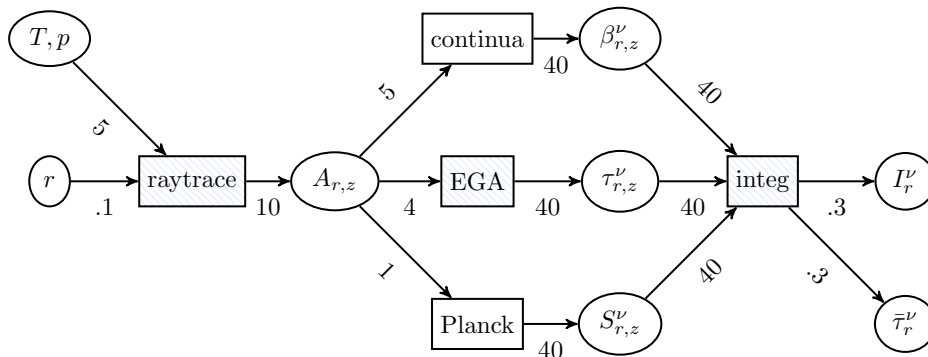 T, p
continua
β^ν_{r,z}
40
5
5
40
r
.1
raytrace
10
A_{r,z}
4
EGA
40
τ^ν_{r,z}
40
integ
.3
I^ν_r
1
40
.3
Planck
40
S^ν_{r,z}
τ̄^ν_r